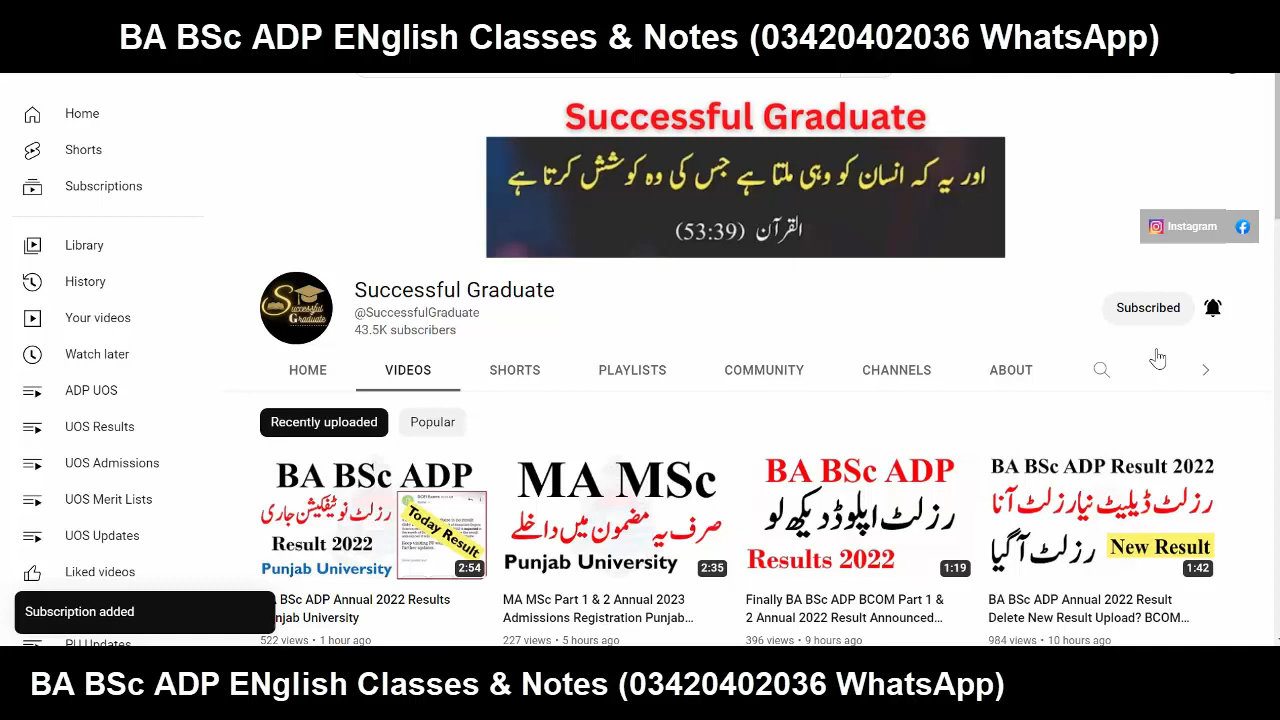 BA BSc ADP ENglish Classes & Notes (03420402036 WhatsApp)
Home
Shorts
Subscriptions
Library
History
Your videos
Watch later
ADP UOS
UOS Results
UOS Admissions
UOS Merit Lists
UOS Updates
Liked videos
PU Updates
Subscription added
Successful Graduate
اور یہ کہ انسان کو وہی ملتا ہے جس کی وہ کوشش کرتا ہے
القرآن (53:39)
Instagram
Successful Graduate
Successful Graduate
@SuccessfulGraduate
43.5K subscribers
Subscribed
HOME VIDEOS SHORTS PLAYLISTS COMMUNITY CHANNELS ABOUT
Recently uploaded Popular
BA BSc ADP
رزلٹ نوٹیفکیشن جاری
Result 2022
Punjab University
Today Result
2:54
BSc ADP Annual 2022 Results
njab University
522 views • 1 hour ago
MA MSc
صرف یہ مضمون میں داخلے
Punjab University
2:35
MA MSc Part 1 & 2 Annual 2023
Admissions Registration Punjab...
227 views • 5 hours ago
BA BSc ADP
رزلٹ اپلوڈ دیکھ لو
Results 2022
1:19
Finally BA BSc ADP BCOM Part 1 &
2 Annual 2022 Result Announced...
396 views • 9 hours ago
BA BSc ADP Result 2022
رزلٹ ڈیلیٹ نیا رزلٹ آنا
رزلٹ آگیا
New Result
1:42
BA BSc ADP Annual 2022 Result
Delete New Result Upload? BCOM...
984 views • 10 hours ago
BA BSc ADP ENglish Classes & Notes (03420402036 WhatsApp)